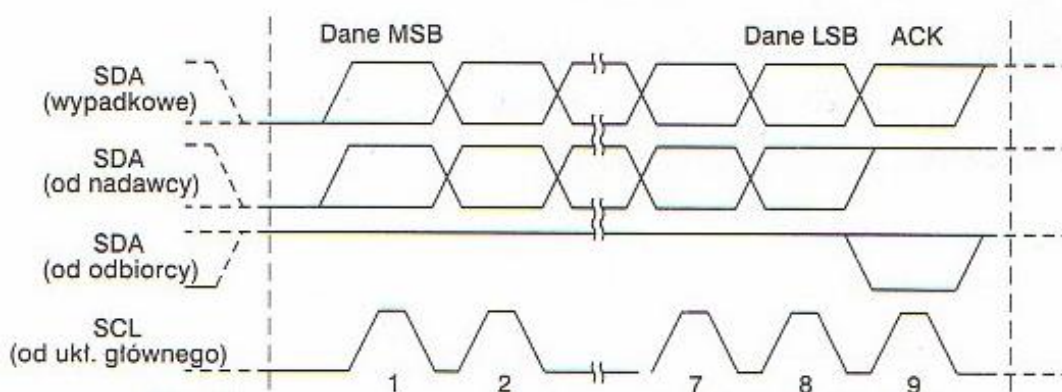 Dane MSB
Dane LSB
ACK
SDA
(wypadkowe)
SDA
(od nadawcy)
SDA
(od odbiorcy)
SCL
(od ukł. głównego)
1
2
7
8
9